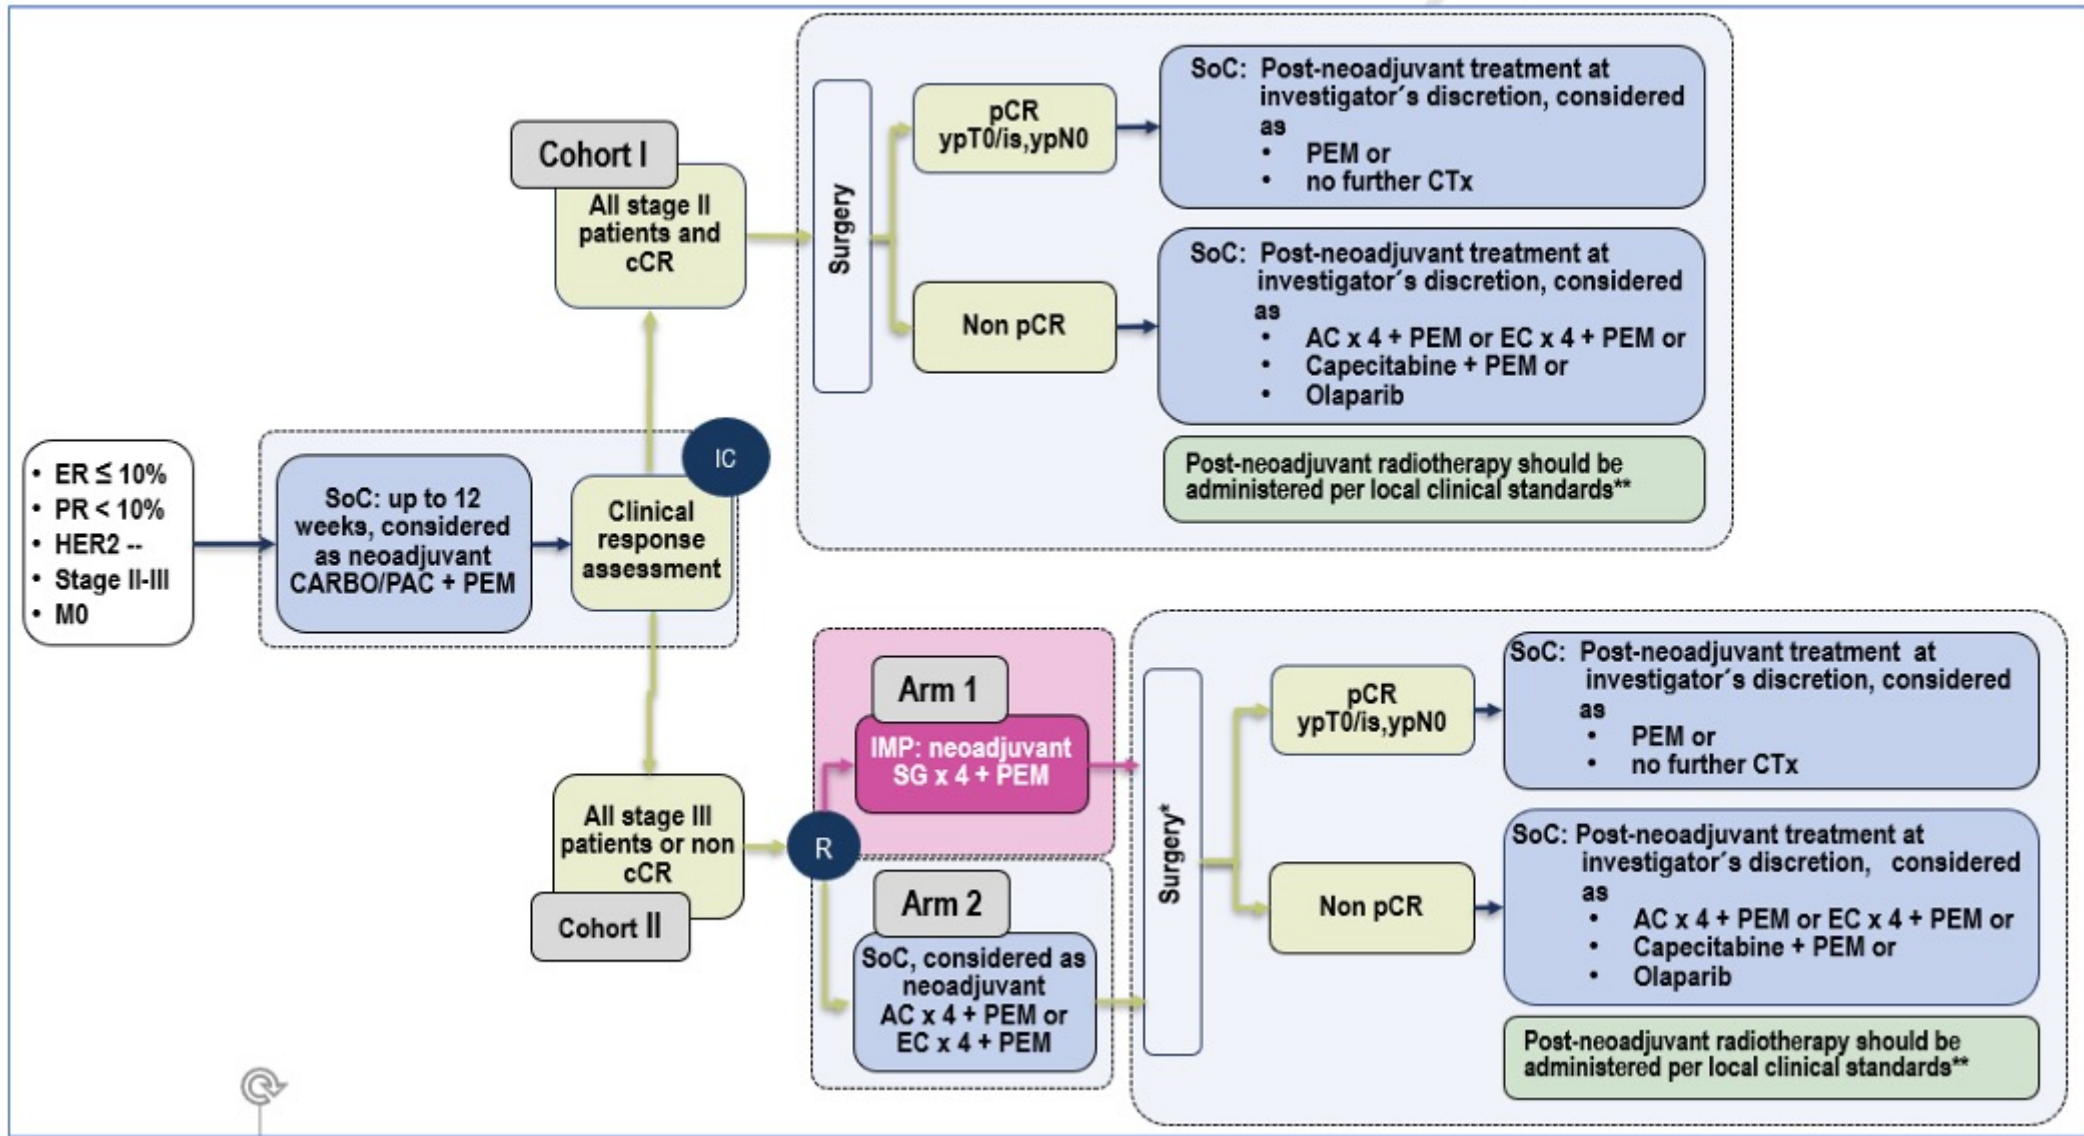 • ER ≤ 10%
• PR < 10%
• HER2 --
• Stage II-III
• M0
SoC: up to 12
weeks, considered
as neoadjuvant
CARBO/PAC + PEM
Clinical
response
assessment
IC
Cohort I
All stage II
patients and
cCR
Surgery
pCR
ypT0/is,ypN0
SoC: Post-neoadjuvant treatment at
investigator´s discretion, considered
as
• PEM or
• no further CTx
Non pCR
SoC: Post-neoadjuvant treatment at
investigator´s discretion, considered
as
• AC x 4 + PEM or EC x 4 + PEM or
• Capecitabine + PEM or
• Olaparib
Post-neoadjuvant radiotherapy should be
administered per local clinical standards**
All stage III
patients or non
cCR
Cohort II
R
Arm 1
IMP: neoadjuvant
SG x 4 + PEM
Arm 2
SoC, considered as
neoadjuvant
AC x 4 + PEM or
EC x 4 + PEM
Surgery*
pCR
ypT0/is,ypN0
SoC: Post-neoadjuvant treatment at
investigator´s discretion, considered
as
• PEM or
• no further CTx
Non pCR
SoC: Post-neoadjuvant treatment at
investigator´s discretion, considered
as
• AC x 4 + PEM or EC x 4 + PEM or
• Capecitabine + PEM or
• Olaparib
Post-neoadjuvant radiotherapy should be
administered per local clinical standards**